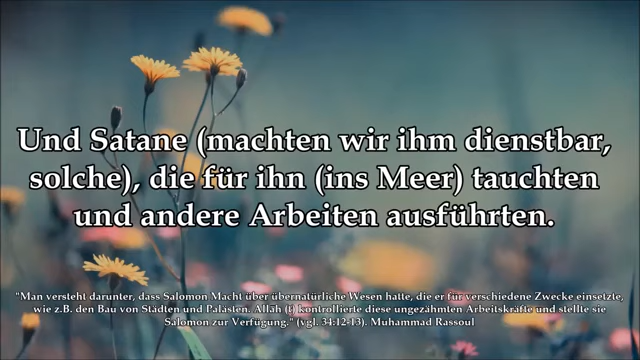 Und Satane (machten wir ihm dienstbar,
solche), die für ihn (ins Meer) tauchten
und andere Arbeiten ausführten.
"Man versteht darunter, dass Salomon Macht über übernatürliche Wesen hatte, die er für verschiedene Zwecke einsetzte,
wie z.B. den Bau von Städten und Palästen. Allāh (t) kontrollierte diese ungezähmten Arbeitskräfte und stellte sie
Salomon zur Verfügung." (vgl. 34:12-13). Muhammad Rassoul